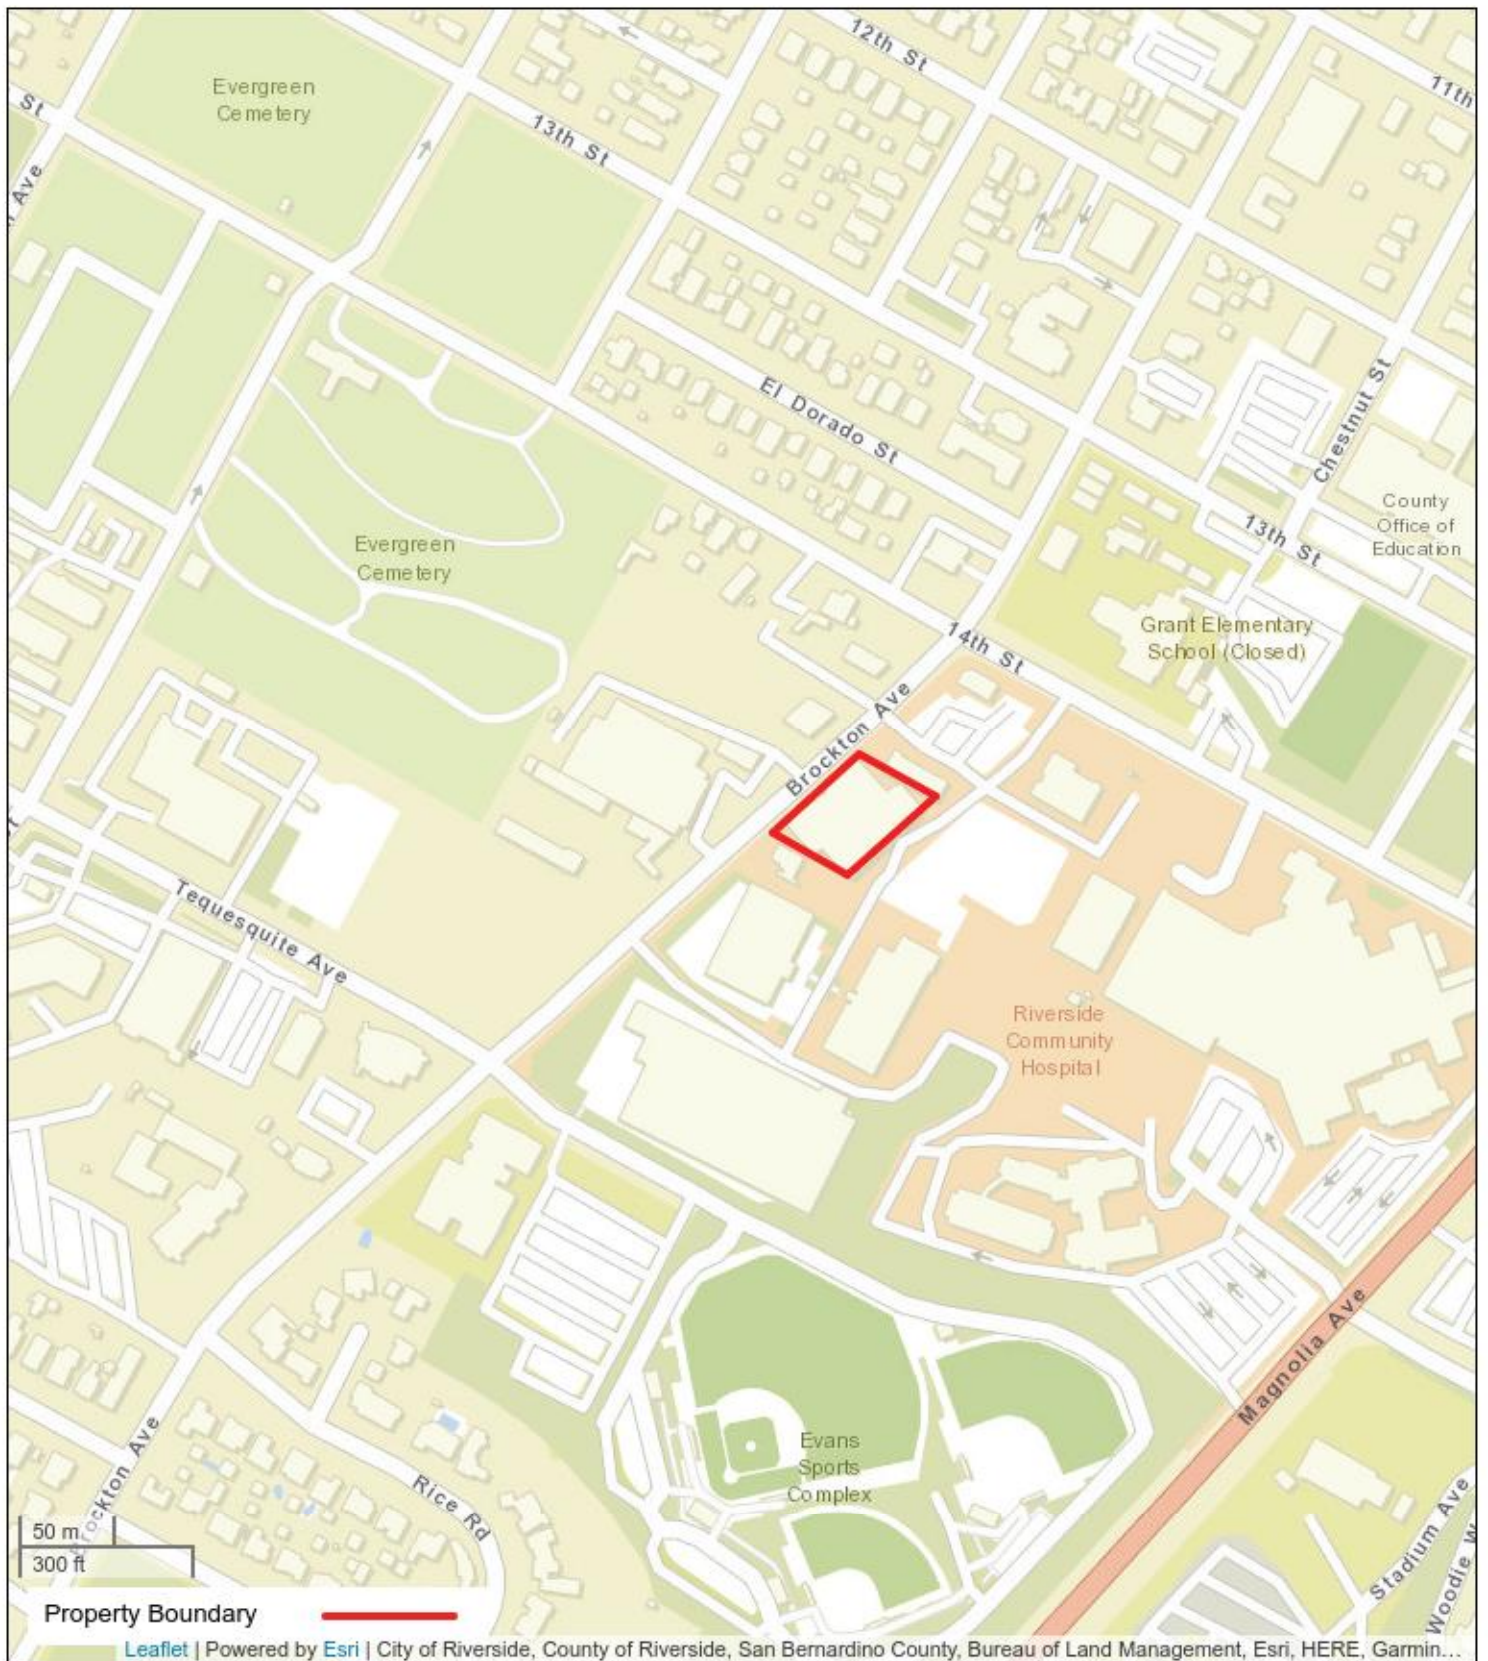 12th St
11th
Evergreen
Cemetery
St
13th St
Ave
El Dorado St
Chestnut St
County
Office of
Education
13th St
Evergreen
Cemetery
Grant Elementary
School (Closed)
14th St
Brockton Ave
Tequesquite Ave
Riverside
Community
Hospital
Magnolia Ave
Evans
Sports
Complex
Brockton Ave
Rice Rd
Stadium Ave
Woodie W
50 m
300 ft
Property Boundary
Leaflet | Powered by Esri | City of Riverside, County of Riverside, San Bernardino County, Bureau of Land Management, Esri, HERE, Garmin…